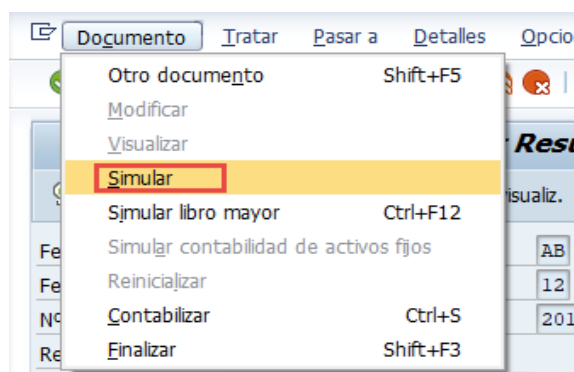 Documento Tratar Pasar a Detalles Opcio
Otro documento Shift+F5
Modificar
Visualizar
Resu
Simular
isualiz.
Simular libro mayor Ctrl+F12
Fe Simular contabilidad de activos fijos AB
Fe Reinicializar 12
Nº Contabilizar Ctrl+S 201
Re Finalizar Shift+F3